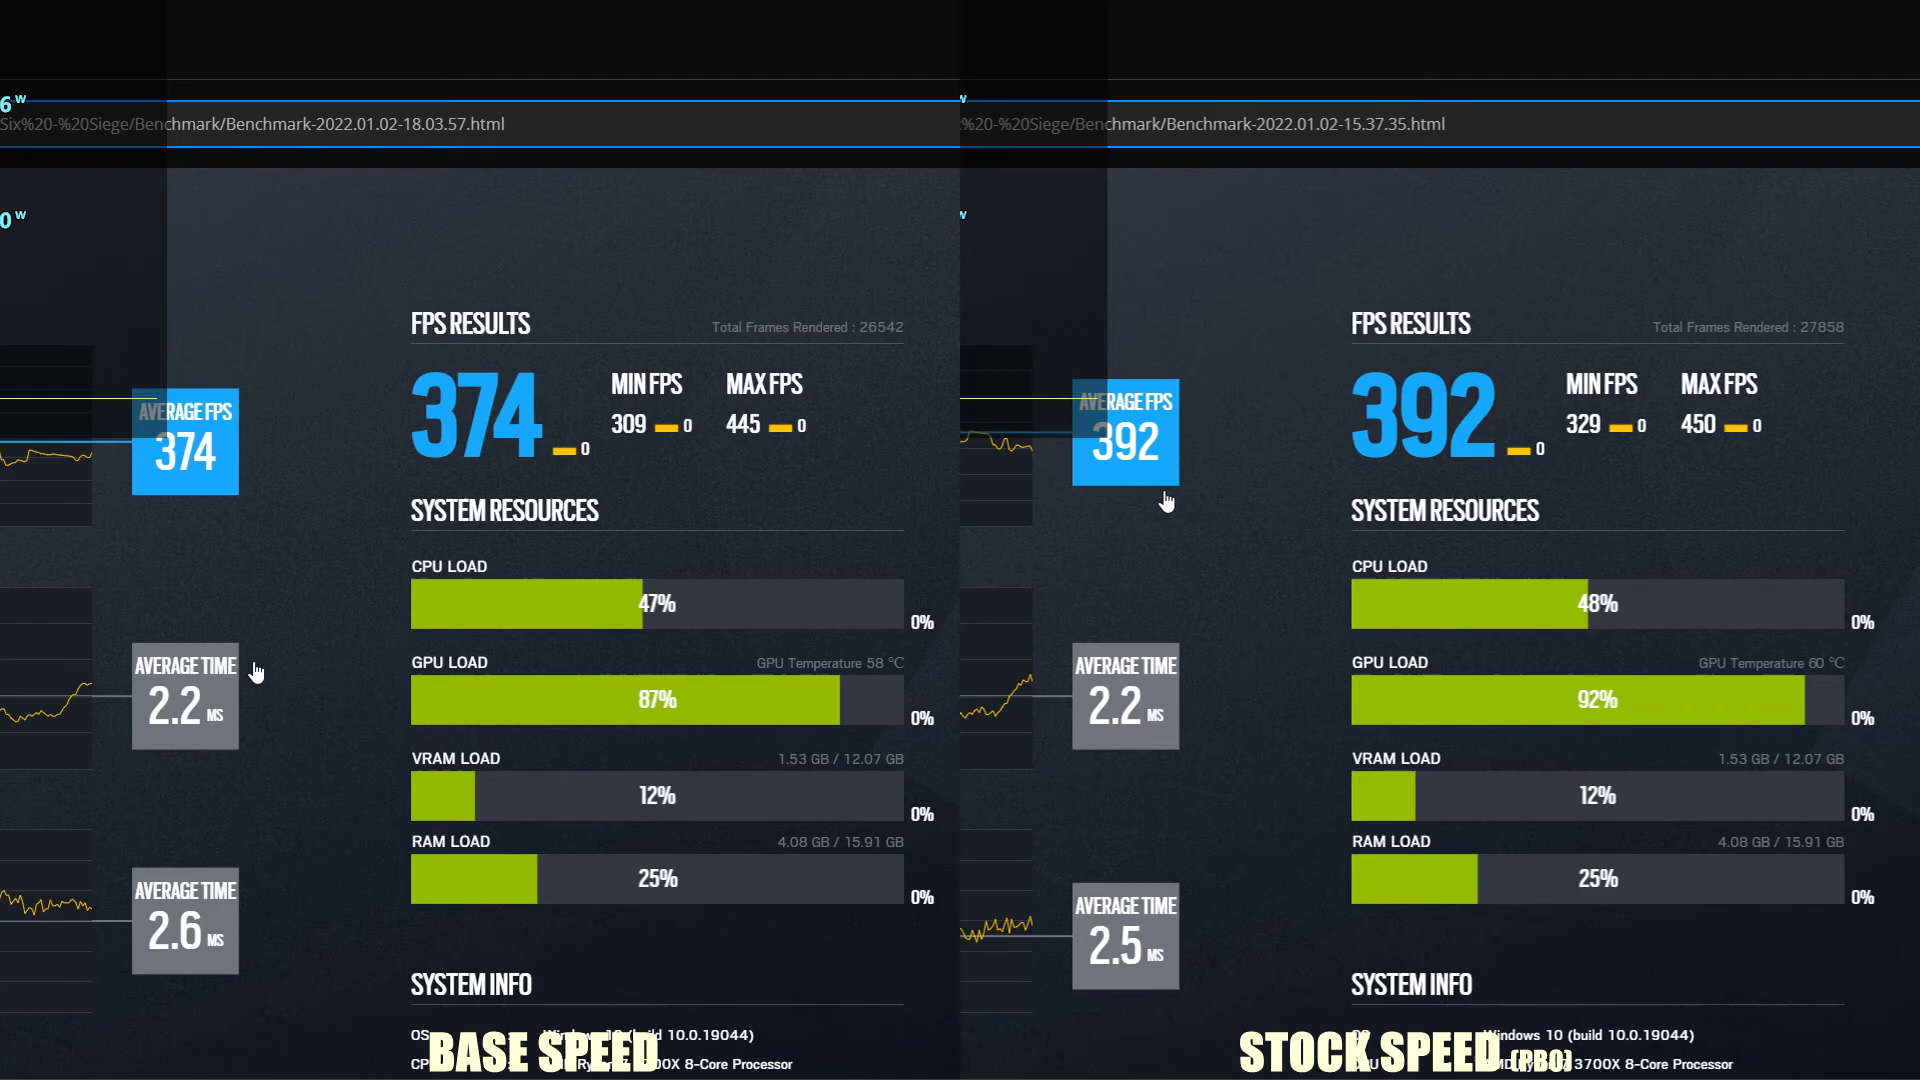 6 W
Six%20-%20Siege/Benchmark/Benchmark-2022.01.02-18.03.57.html
0 W
FPS RESULTS
Total Frames Rendered : 26542
AVERAGE FPS
374
374
0
MIN FPS
309
0
MAX FPS
445
0
SYSTEM RESOURCES
CPU LOAD
47%
0%
GPU LOAD
GPU Temperature 58 °C
87%
0%
AVERAGE TIME
2.2 MS
VRAM LOAD
1.53 GB / 12.07 GB
12%
0%
RAM LOAD
4.08 GB / 15.91 GB
25%
0%
AVERAGE TIME
2.6 MS
SYSTEM INFO
OS
Windows 10 (build 10.0.19044)
8-Core Processor
BASE SPEED
W
%20-%20Siege/Benchmark/Benchmark-2022.01.02-15.37.35.html
W
FPS RESULTS
Total Frames Rendered : 27858
AVERAGE FPS
392
392
0
MIN FPS
329
0
MAX FPS
450
0
SYSTEM RESOURCES
CPU LOAD
48%
0%
GPU LOAD
GPU Temperature 60 °C
92%
0%
AVERAGE TIME
2.2 MS
VRAM LOAD
1.53 GB / 12.07 GB
12%
0%
RAM LOAD
4.08 GB / 15.91 GB
25%
0%
AVERAGE TIME
2.5 MS
SYSTEM INFO
Windows 10 (build 10.0.19044)
3700X 8-Core Processor
STOCK SPEED (PBO)